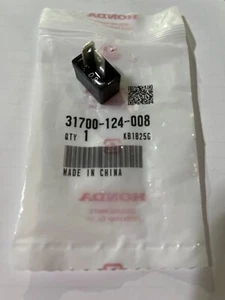 HONDA
31700-124-008
QTY 1 KB1825G
MADE IN CHINA
HONDA